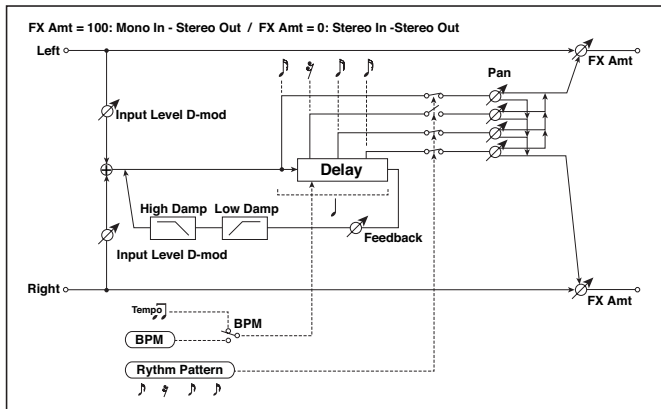 FX Amt = 100: Mono In - Stereo Out / FX Amt = 0: Stereo In -Stereo Out
Left
FX Amt
Pan
Input Level D-mod
Delay
High Damp
Low Damp
Feedback
Input Level D-mod
Right
FX Amt
Tempo
BPM
BPM
Rythm Pattern